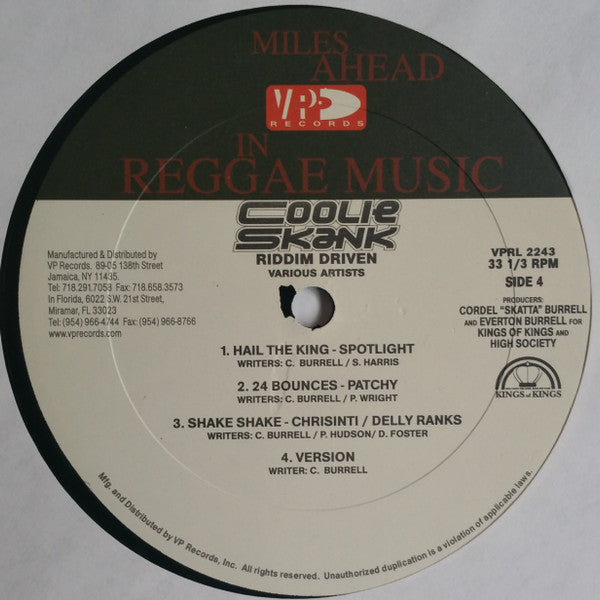 MILES
AHEAD
VP
RECORDS
IN
REGGAE MUSIC
COOLIE
SKANK
RIDDIM DRIVEN
VARIOUS ARTISTS
Manufactured & Distributed by
VP Records. 89-05 138th Street
Jamaica, NY 11435.
Tel: 718.291.7058 Fax: 718.658.3573
In Florida, 6022 S.W. 21st Street,
Miramar, FL 33023
Tel: (954) 966-4744 Fax: (954) 966-8766
www.vprecords.com
VPRL 2243
33 1/3 RPM
SIDE 4
PRODUCERS:
CORDEL "SKATTA" BURRELL
AND EVERTON BURRELL FOR
KINGS OF KINGS AND
HIGH SOCIETY
KINGS of KINGS
1. HAIL THE KING - SPOTLIGHT
WRITERS: C. BURRELL / S. HARRIS
2. 24 BOUNCES - PATCHY
WRITERS: C. BURRELL / P. WRIGHT
3. SHAKE SHAKE - CHRISINTI / DELLY RANKS
WRITERS: C. BURRELL / P. HUDSON/ D. FOSTER
4. VERSION
WRITER: C. BURRELL
Mfg. and Distributed by VP Records, Inc. All rights reserved. Unauthorized duplication is a violation of applicable laws.